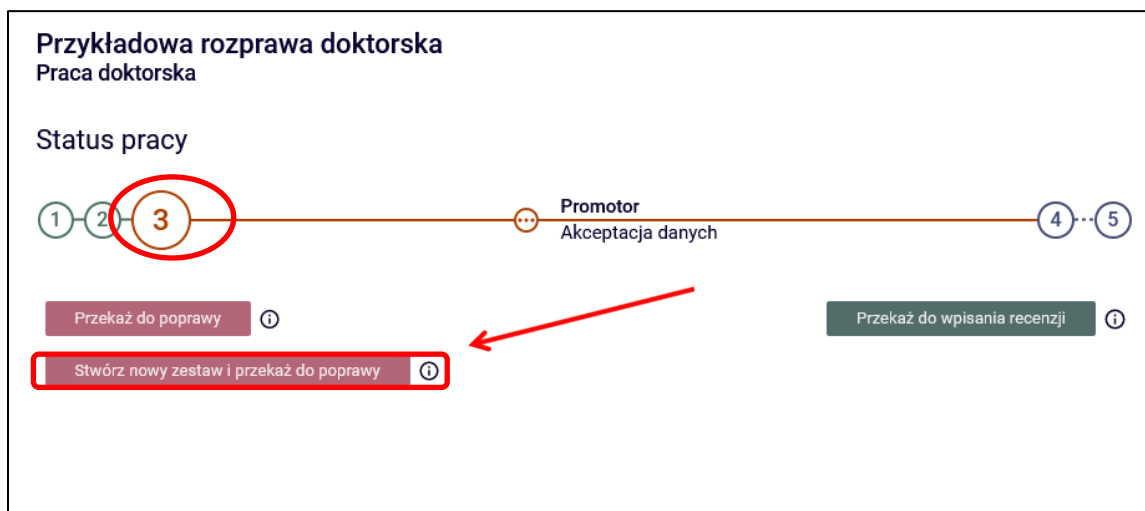 Przykładowa rozprawa doktorska
Praca doktorska
Status pracy
1 2 3 Promotor 4 5
Akceptacja danych
Przekaż do poprawy Przekaż do wpisania recenzji
Stwórz nowy zestaw i przekaż do poprawy